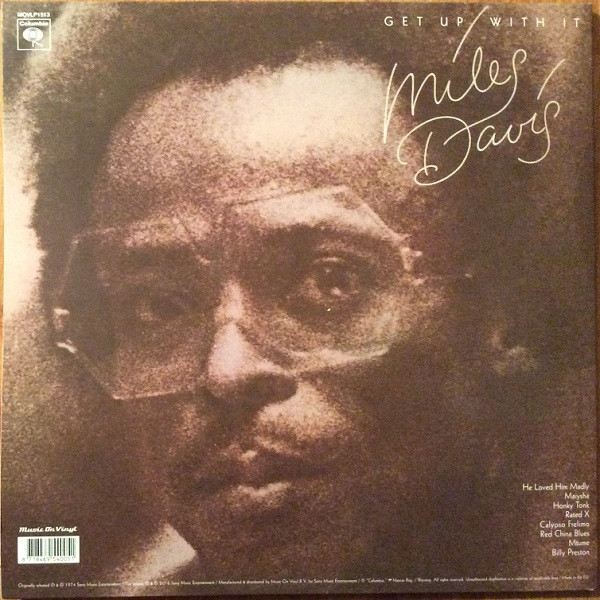 MOVLP1513
Columbia
GET UP WITH IT
Miles
Davis
He Loved Him Madly
Maiysha
Honky Tonk
Rated X
Calypso Frelimo
Red China Blues
Mtume
Billy Preston
Music On Vinyl